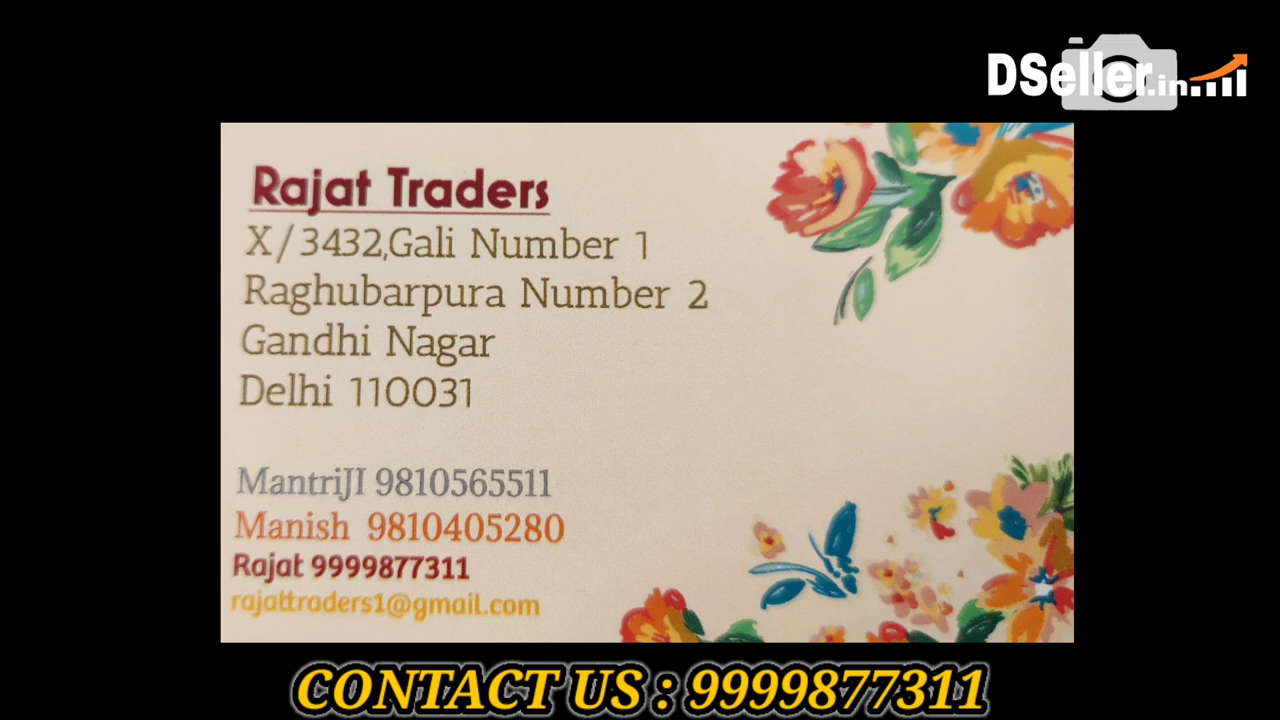 DSeller.in
Rajat Traders
X/3432,Gali Number 1
Raghubarpura Number 2
Gandhi Nagar
Delhi 110031
MantriJI 9810565511
Manish 9810405280
Rajat 9999877311
rajattraders1@gmail.com
CONTACT US : 9999877311